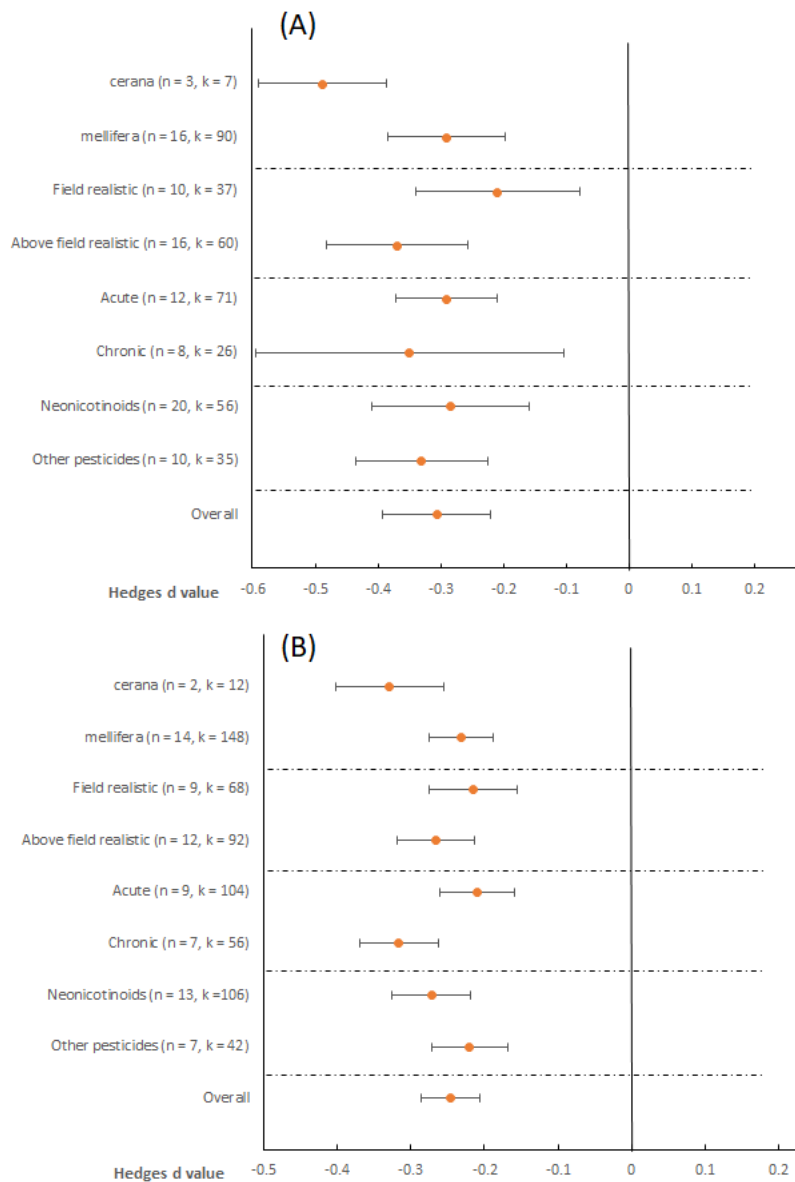 (A)
cerana (n = 3, k = 7)
mellifera (n = 16, k = 90)
Field realistic (n = 10, k = 37)
Above field realistic (n = 16, k = 60)
Acute (n = 12, k = 71)
Chronic (n = 8, k = 26)
Neonicotinoids (n = 20, k = 56)
Other pesticides (n = 10, k = 35)
Overall
-0.6 -0.5 -0.4 -0.3 -0.2 -0.1 0 0.1 0.2
Hedges d value
(B)
cerana (n = 2, k = 12)
mellifera (n = 14, k = 148)
Field realistic (n = 9, k = 68)
Above field realistic (n = 12, k = 92)
Acute (n = 9, k = 104)
Chronic (n = 7, k = 56)
Neonicotinoids (n = 13, k =106)
Other pesticides (n = 7, k = 42)
Overall
-0.5 -0.4 -0.3 -0.2 -0.1 0 0.1 0.2
Hedges d value